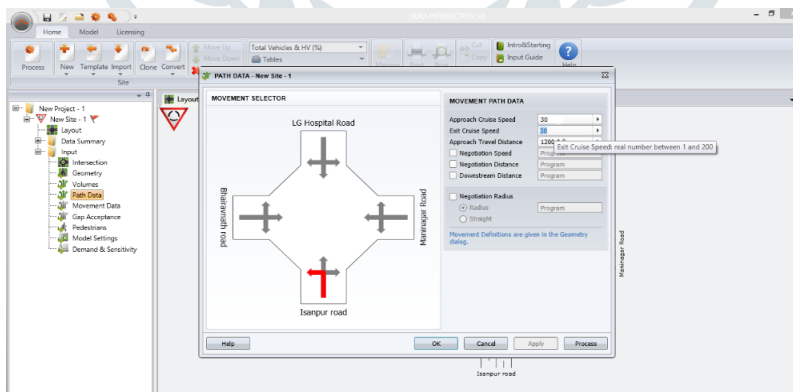 SIDRA INTERSECTION 5.0
Home Model Licensing
Move Up
Move Down
Total Vehicles & HV (%)
Tables
Cut
Copy
Intro&Starting
Input Guide
Process New Template Import Clone Convert
Help
Site
New Project - 1
New Site - 1
Layout
Data Summary
Input
Intersection
Geometry
Volumes
Path Data
Movement Data
Gap Acceptance
Pedestrians
Model Settings
Demand & Sensitivity
Layout
PATH DATA - New Site - 1
MOVEMENT SELECTOR
LG Hospital Road
Bhairavnath road
Maninagar Road
Isanpur road
MOVEMENT PATH DATA
Approach Cruise Speed 30
Exit Cruise Speed 30
Approach Travel Distance
Exit Cruise Speed: real number between 1 and 200
Negotiation Speed
Negotiation Distance Program
Downstream Distance Program
Negotiation Radius
Radius Program
Straight
Movement Definitions are given in the Geometry
dialog.
Help OK Cancel Apply Process
Maninagar Road
Isanpur road